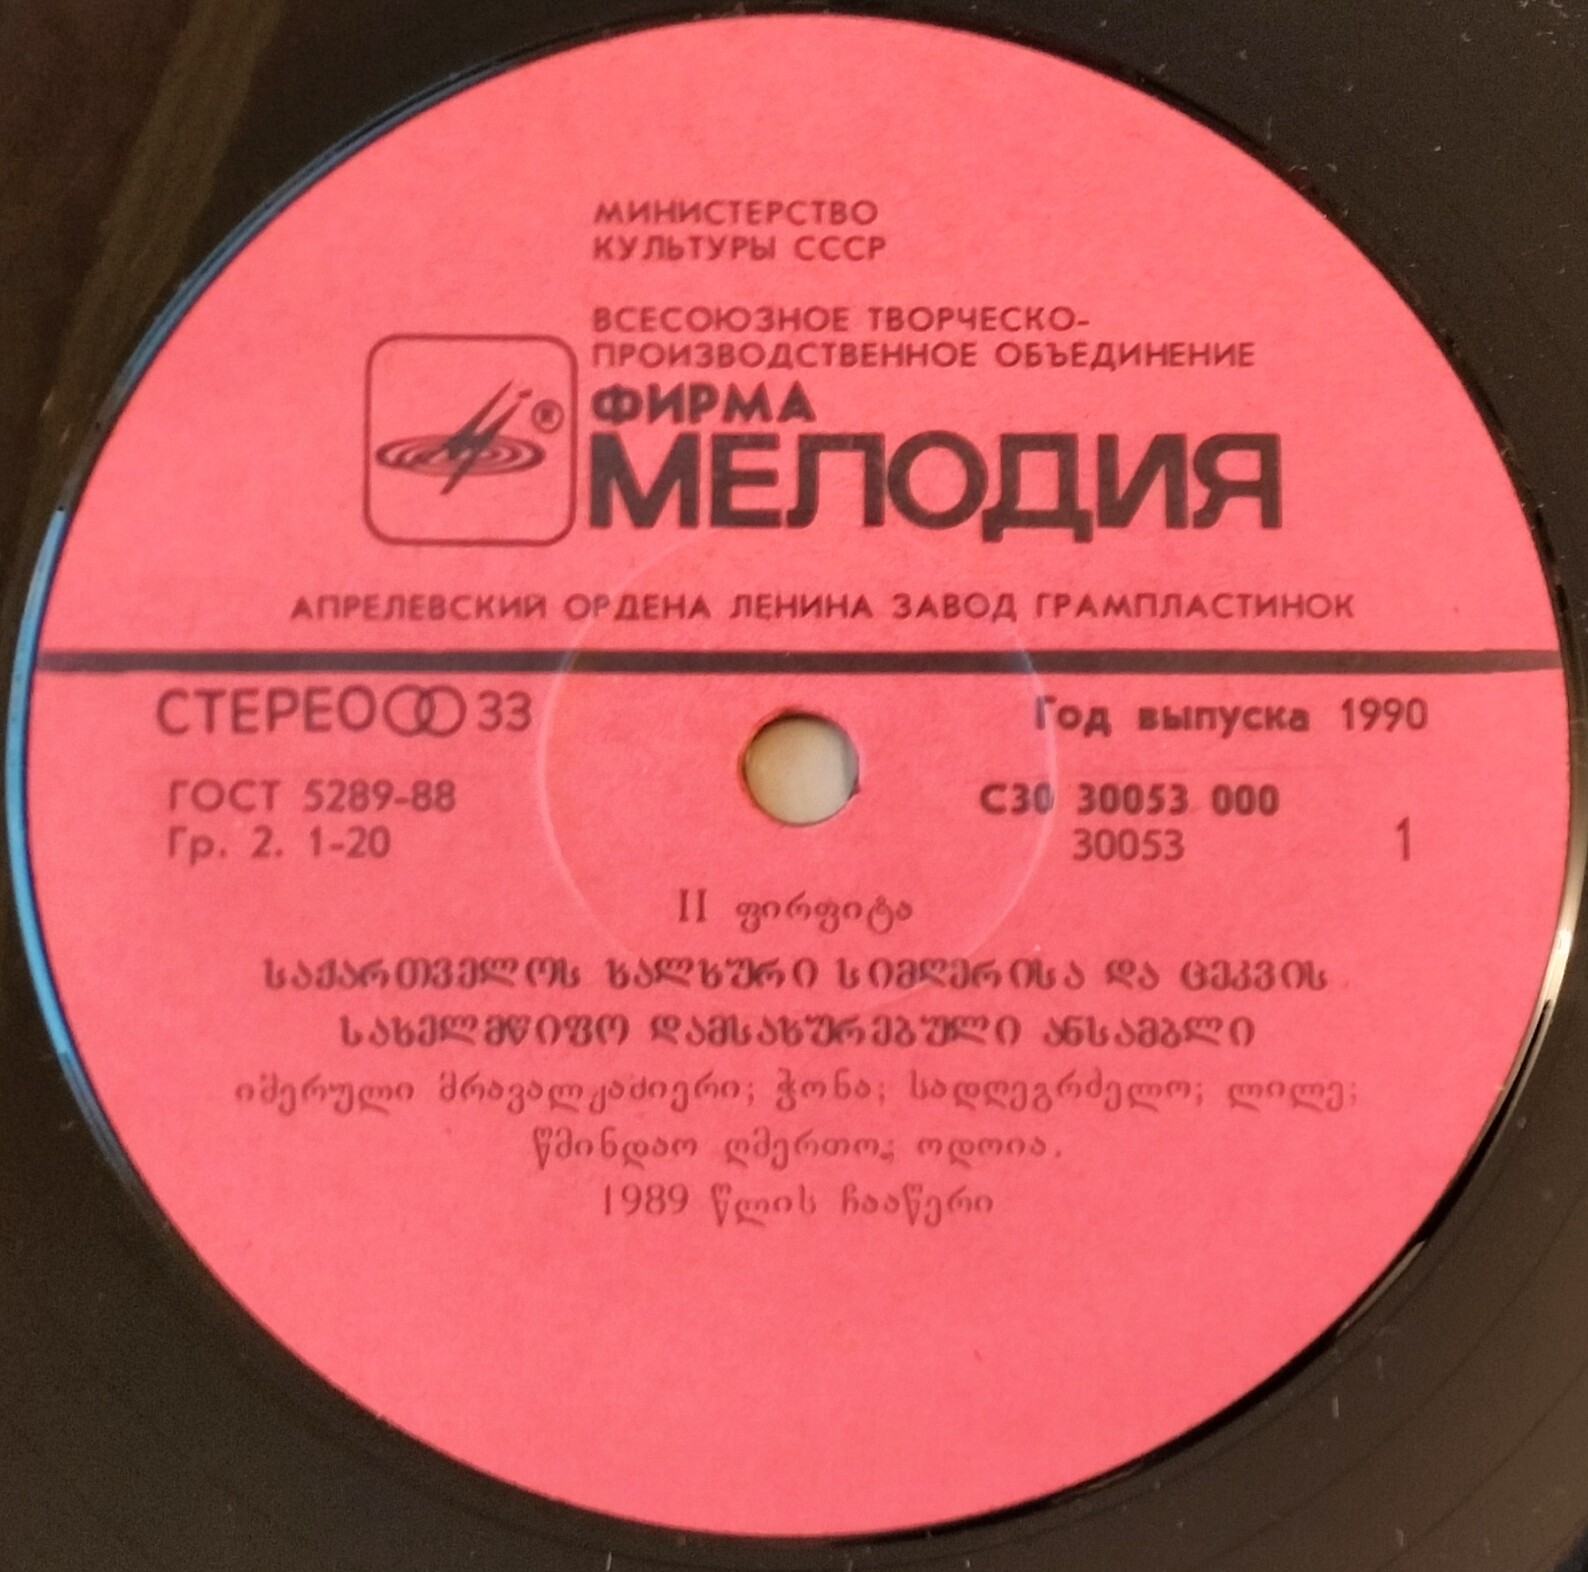 МИНИСТЕРСТВО
КУЛЬТУРЫ СССР
ВСЕСОЮЗНОЕ ТВОРЧЕСКО-
ПРОИЗВОДСТВЕННОЕ ОБЪЕДИНЕНИЕ
®
ФИРМА
МЕЛОДИЯ
АПРЕЛЕВСКИЙ ОРДЕНА ЛЕНИНА ЗАВОД ГРАМПЛАСТИНОК
СТЕРЕО 33
Год выпуска 1990
ГОСТ 5289-88
С30 30053 000
Гр. 2. 1-20
30053 1
II ფირფიტა
საქართველოს ხალხური სიმღერისა და ცეკვის
სახელმწიფო დამსახურებული ანსამბლი
იმერული მრავალჟამიერი; ჭონა; სადღეგრძელო; ლილე;
წმინდაო ღმერთო; ოდოია.
1989 წლის ჩააწერი